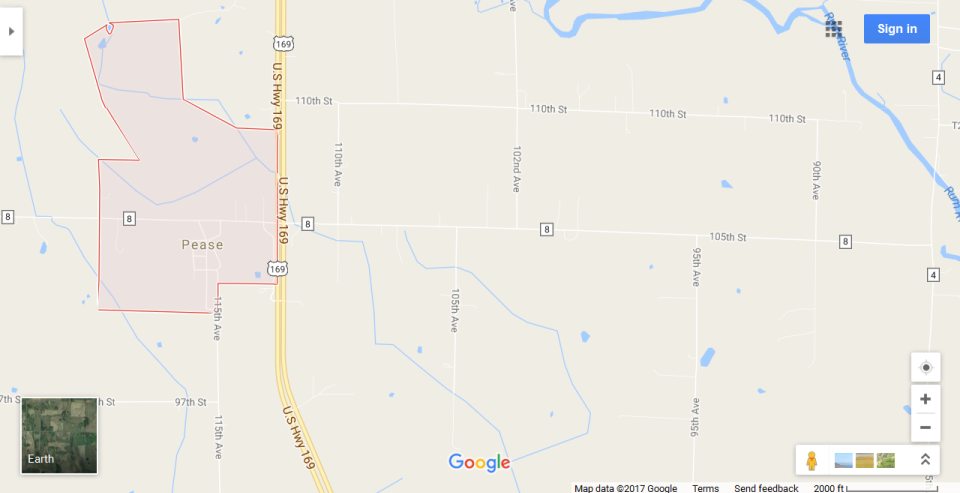 Sign in
Rum River
169
4
U.S Hwy 169
110th St
110th St
110th St
110th St
T2
110th Ave
102nd Ave
90th Ave
Rum R
U.S Hwy 169
8
8
8
8
105th St
8
Pease
169
95th Ave
4
105th Ave
115th Ave
97th St
7th S
115th Ave
U.S Hwy 169
95th Ave
Earth
Google
Map data ©2017 Google Terms Send feedback 2000 ft